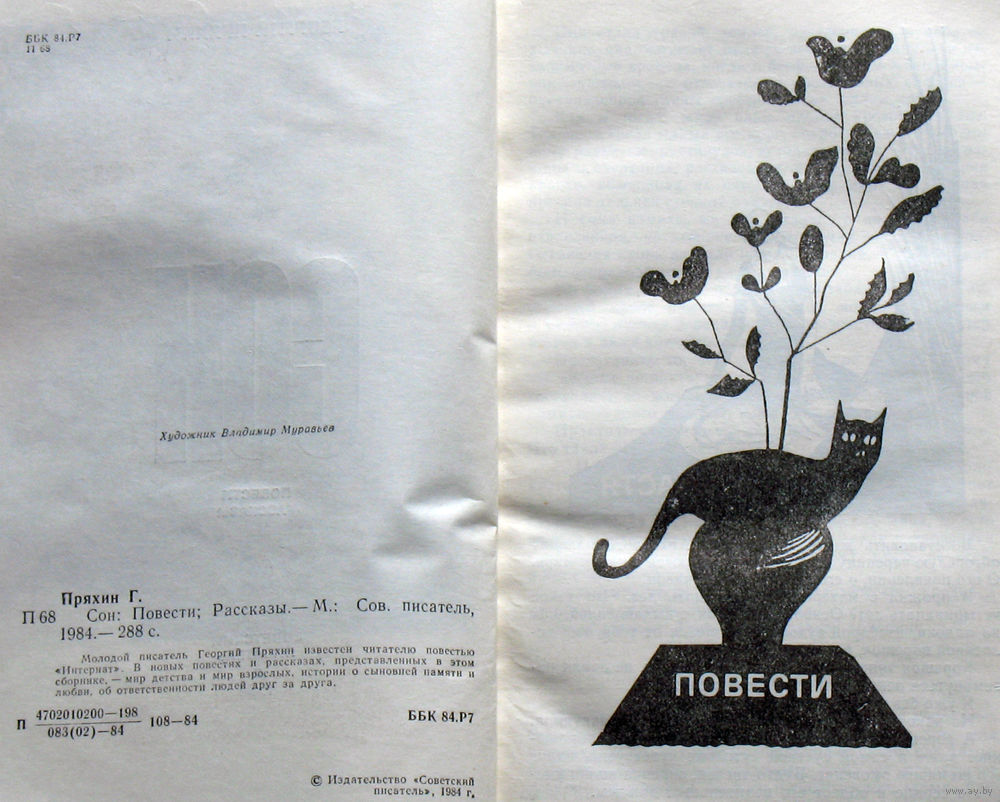 ББК 84.Р7
П 68
Художник Владимир Муравьев
Пряхин Г.
П 68 Сон: Повести; Рассказы.— М.: Сов. писатель,
1984.— 288 с.
Молодой писатель Георгий Пряхин известен читателю повестью
«Интернат». В новых повестях и рассказах, представленных в этом
сборнике,— мир детства и мир взрослых, истории о сыновней памяти и
любви, об ответственности людей друг за друга.
П 4702010200—198 108—84
083(02)—84
ББК 84.Р7
© Издательство «Советский
писатель», 1984 г.
ПОВЕСТИ
www.ay.by